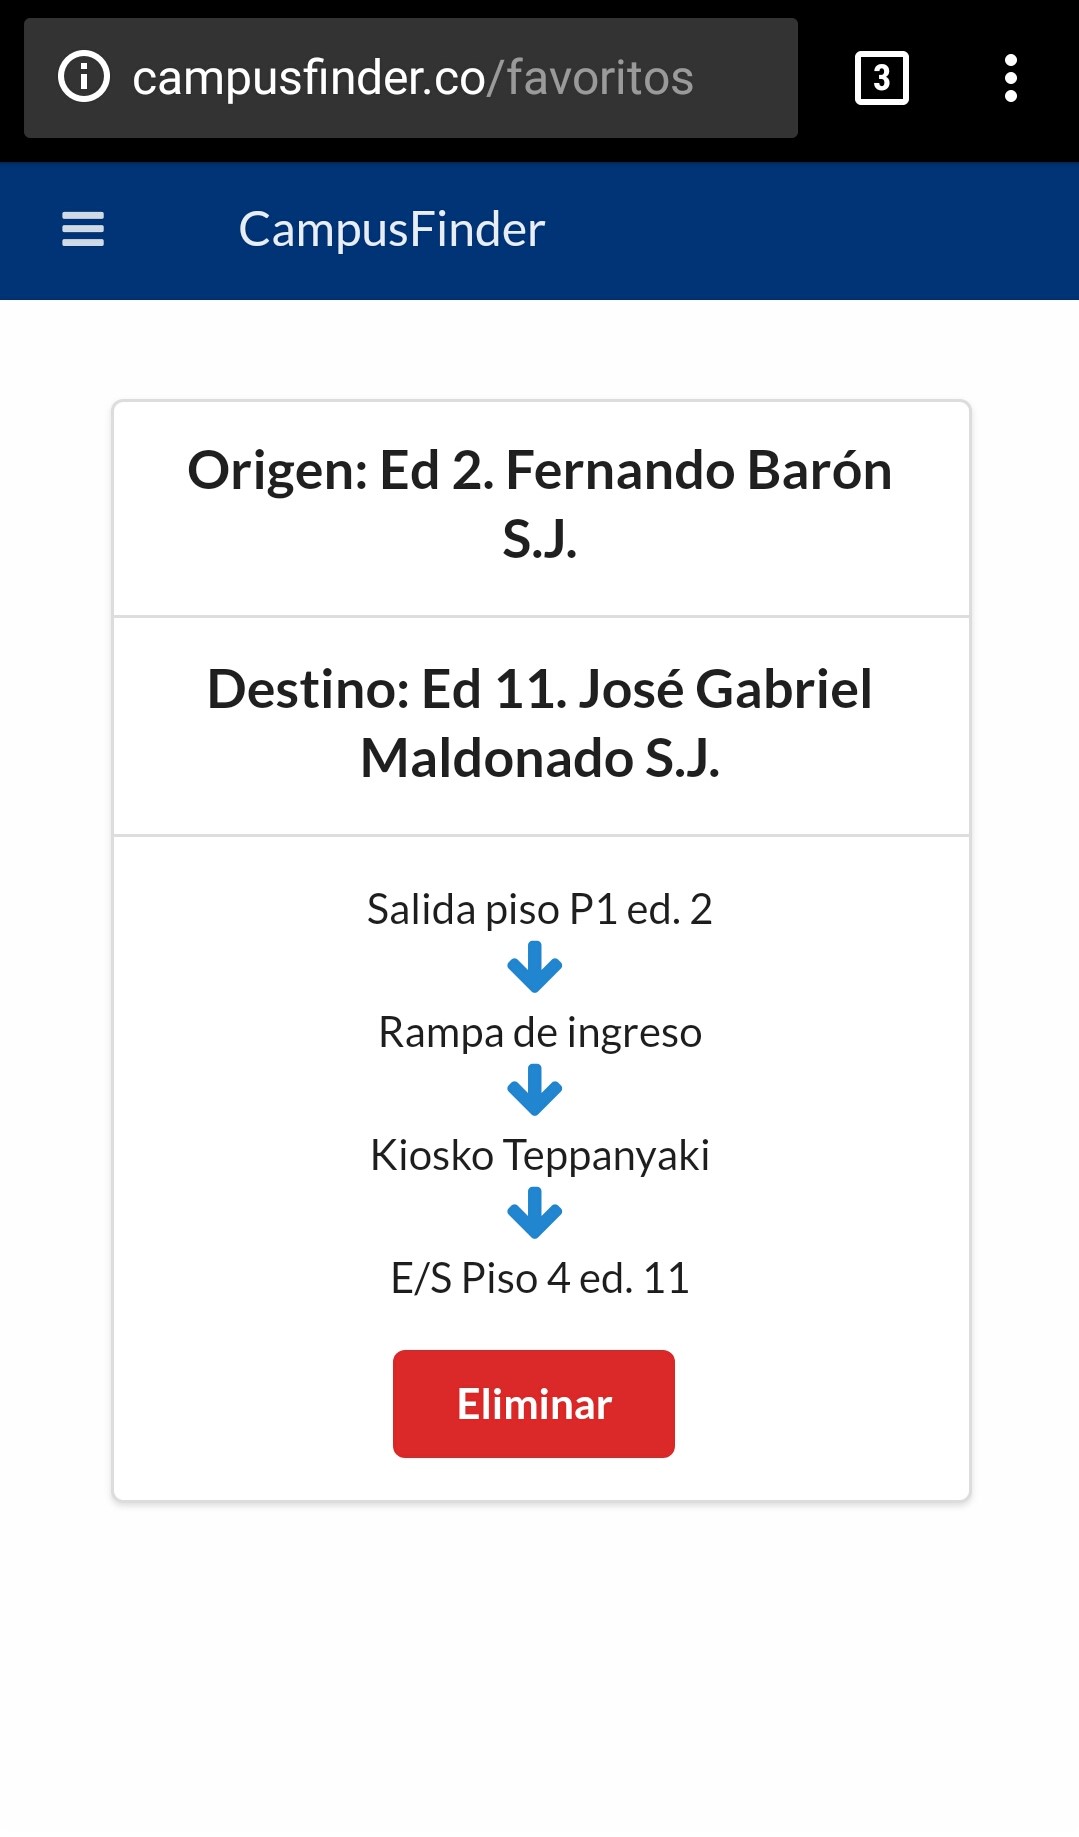 campusfinder.co/favoritos
3
CampusFinder
Origen: Ed 2. Fernando Barón
S.J.
Destino: Ed 11. José Gabriel
Maldonado S.J.
Salida piso P1 ed. 2
Rampa de ingreso
Kiosko Teppanyaki
E/S Piso 4 ed. 11
Eliminar